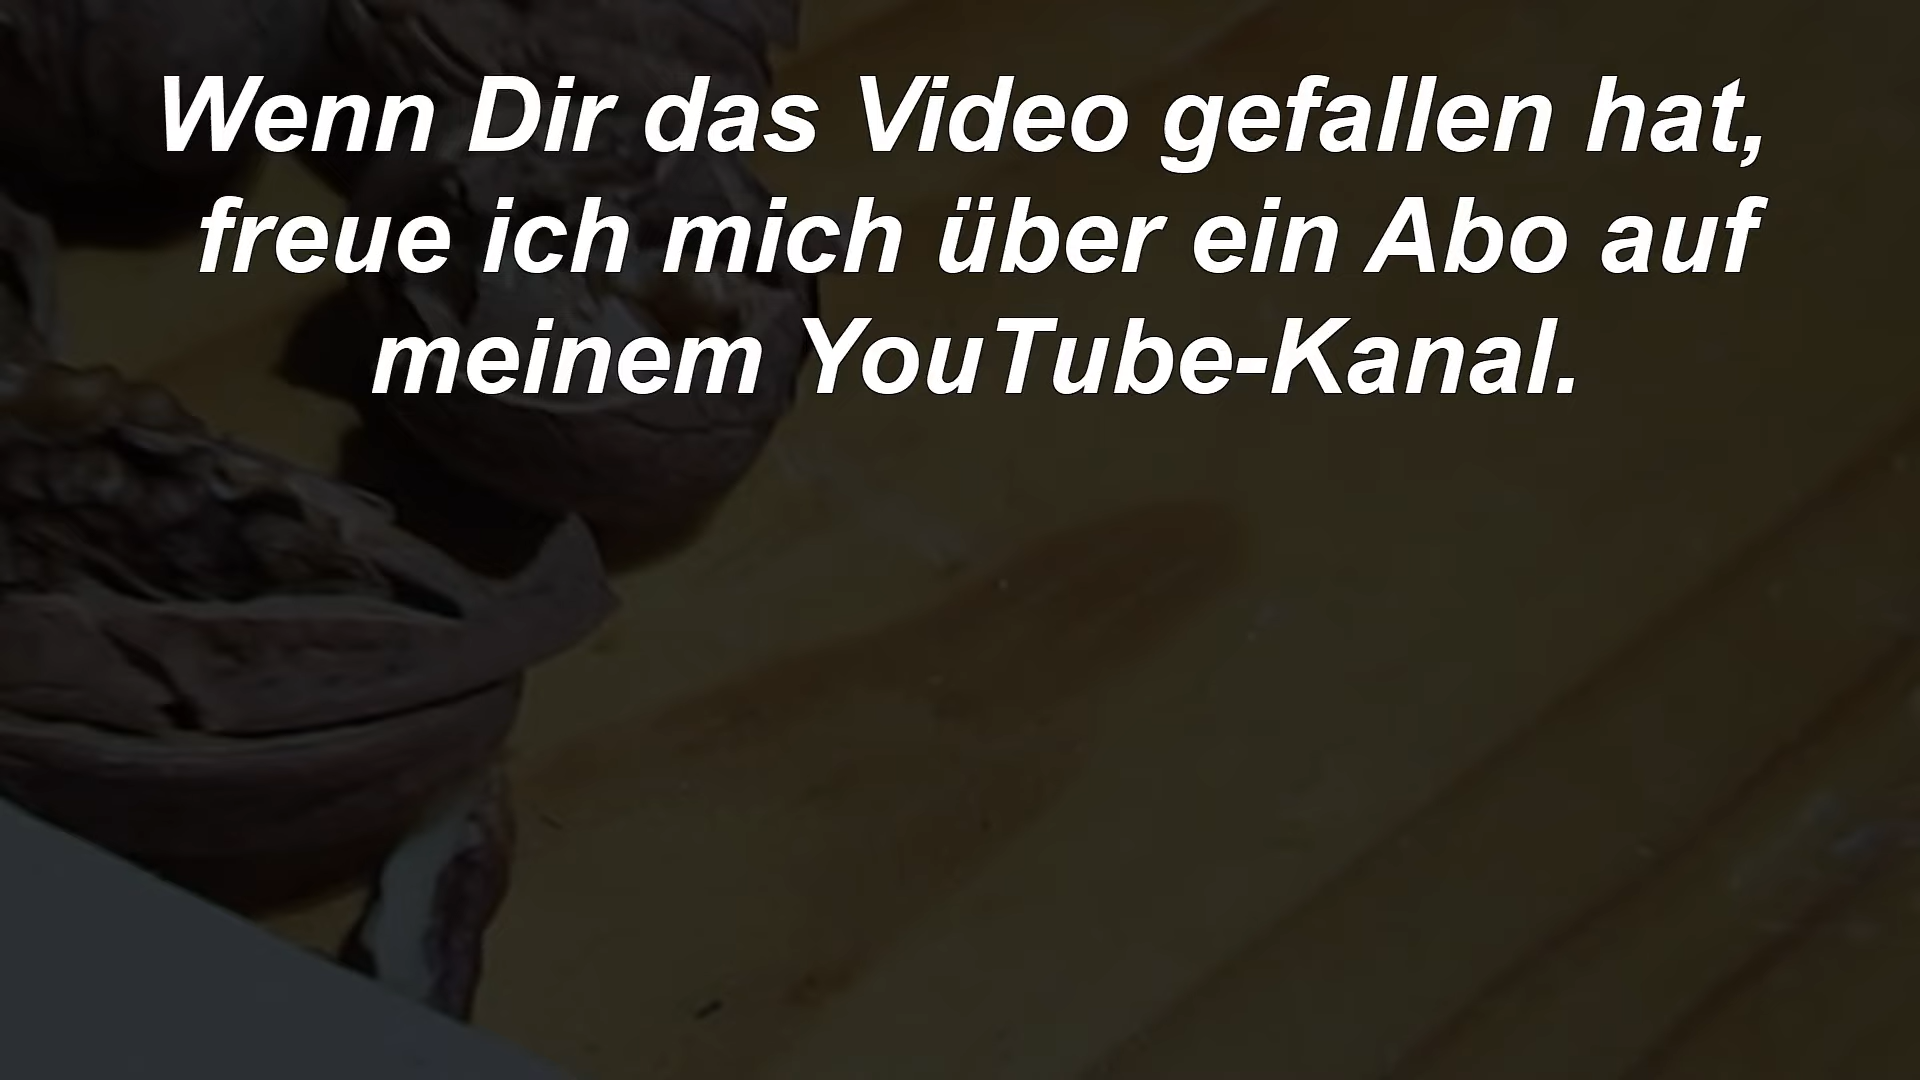 Wenn Dir das Video gefallen hat,
freue ich mich über ein Abo auf
meinem YouTube-Kanal.